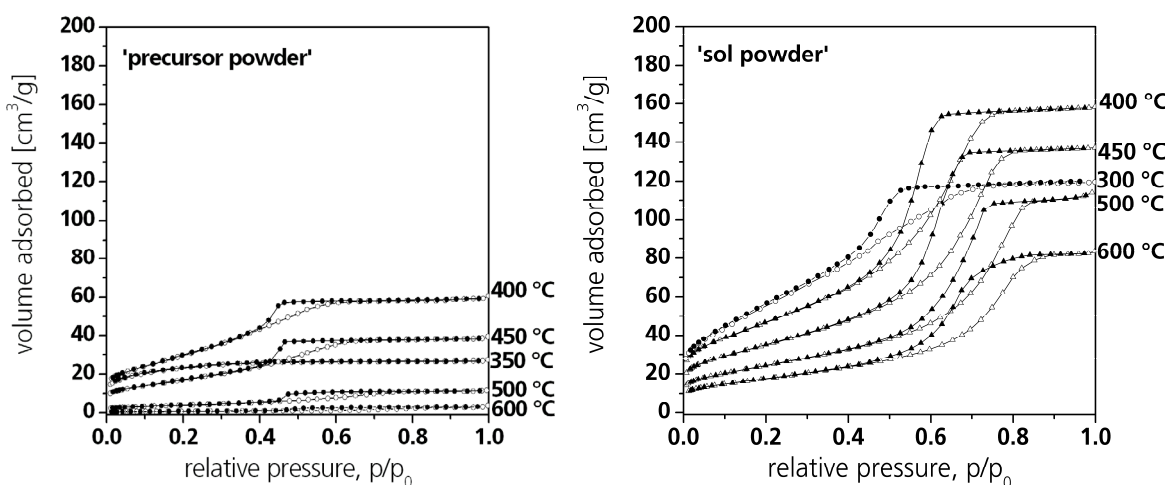 'precursor powder'
volume adsorbed [cm³/g]
200
180
160
140
120
100
80
60
40
20
0
400 °C
450 °C
350 °C
500 °C
600 °C
0.0 0.2 0.4 0.6 0.8 1.0
relative pressure, p/p₀
'sol powder'
volume adsorbed [cm³/g]
200
180
160
140
120
100
80
60
40
20
0
400 °C
450 °C
300 °C
500 °C
600 °C
0.0 0.2 0.4 0.6 0.8 1.0
relative pressure, p/p₀